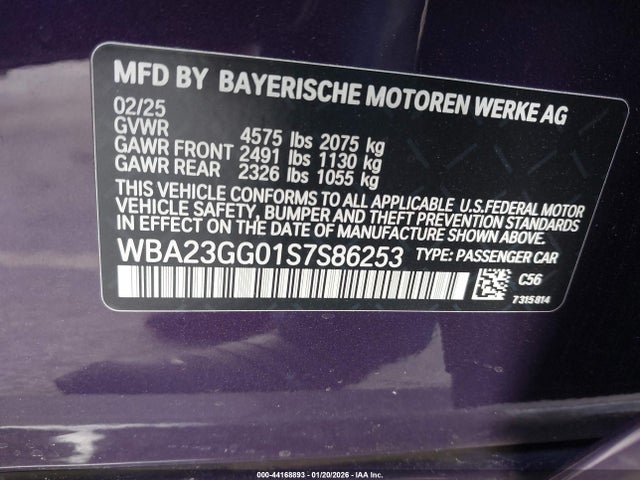 MFD BY BAYERISCHE MOTOREN WERKE AG
02/25
GVWR 4575 lbs 2075 kg
GAWR FRONT 2491 lbs 1130 kg
GAWR REAR 2326 lbs 1055 kg
THIS VEHICLE CONFORMS TO ALL APPLICABLE U.S.FEDERAL MOTOR
VEHICLE SAFETY, BUMPER AND THEFT PREVENTION STANDARDS
IN EFFECT ON THE DATE OF MANUFACTURE SHOWN ABOVE.
WBA23GG01S7S86253 TYPE: PASSENGER CAR
C56
7315814
000-44168893 - 01/20/2026 - IAA Inc.